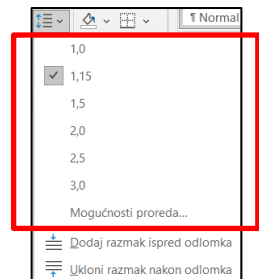 ¶ Normal
1,0
1,15
1,5
2,0
2,5
3,0
Mogućnosti proreda...
Dodaj razmak ispred odlomka
Ukloni razmak nakon odlomka